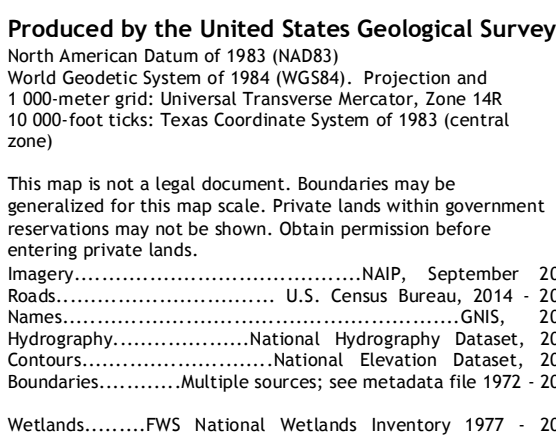 Produced by the United States Geological Survey
North American Datum of 1983 (NAD83)
World Geodetic System of 1984 (WGS84).  Projection and
1 000-meter grid: Universal Transverse Mercator, Zone 14R
10 000-foot ticks: Texas Coordinate System of 1983 (central
zone)
This map is not a legal document. Boundaries may be
generalized for this map scale. Private lands within government
reservations may not be shown. Obtain permission before
entering private lands.
Imagery.........................................NAIP, September 20
Roads............................... U.S. Census Bureau, 2014 - 20
Names........................................................GNIS, 20
Hydrography...................National Hydrography Dataset, 20
Contours...........................National Elevation Dataset, 20
Boundaries............Multiple sources; see metadata file 1972 - 20
Wetlands.........FWS National Wetlands Inventory 1977 - 20